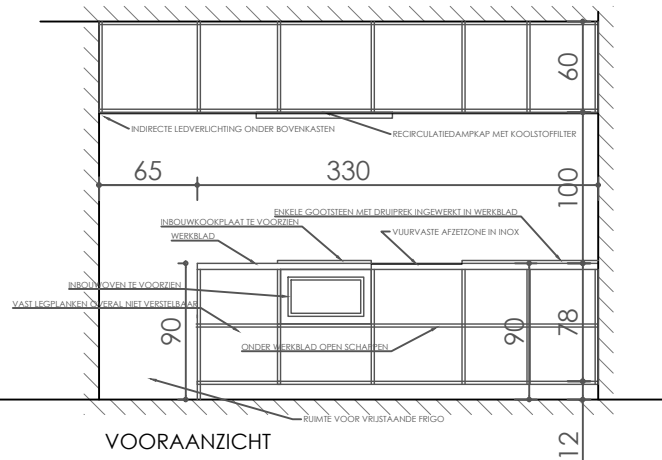 60
INDIRECTE LEDVERLICHTING ONDER BOVENKASTEN
RECIRCULATIEDAMPKAP MET KOOLSTOFFILTER
65
330
100
ENKELE GOOTSTEEN MET DRUIPREK INGEWERKT IN WERKBLAD
INBOUWKOOKPLAAT TE VOORZIEN
VUURVASTE AFZETZONE IN INOX
WERKBLAD
INBOUWOVEN TE VOORZIEN
VAST LEGPLANKEN OVERAL NIET VERSTELBAAR
90
90
78
ONDER WERKBLAD OPEN SCHAPPEN
RUIMTE VOOR VRIJSTAANDE FRIGO
VOORAANZICHT
12